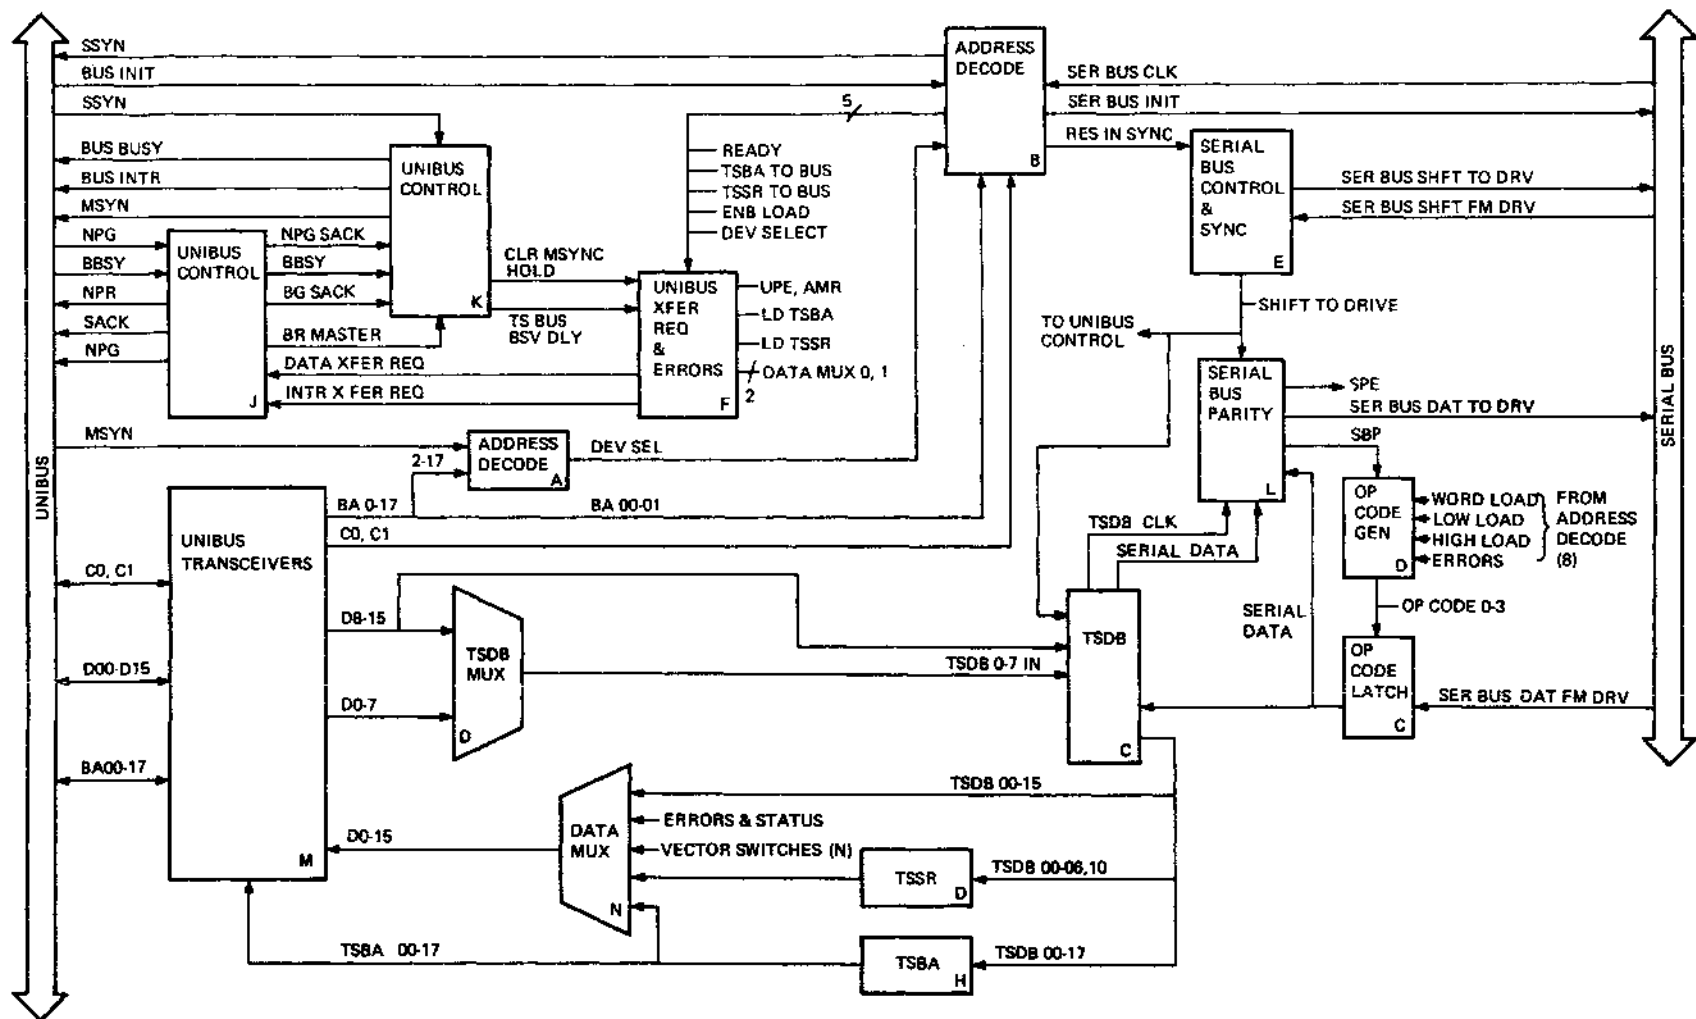 UNIBUS
SSYN
BUS INIT
SSYN
BUS BUSY
BUS INTR
MSYN
NPG
BBSY
NPR
SACK
NPG
UNIBUS
CONTROL
J
NPG SACK
BBSY
BG SACK
BR MASTER
DATA XFER REQ
INTR X FER REQ
UNIBUS
CONTROL
K
CLR MSYNC
HOLD
TS BUS
BSV DLY
5
READY
TSBA TO BUS
TSSR TO BUS
ENB LOAD
DEV SELECT
UNIBUS
XFER
REQ
&
ERRORS
F
UPE, AMR
LD TSBA
LD TSSR
DATA MUX 0, 1
2
ADDRESS
DECODE
B
SER BUS CLK
SER BUS INIT
RES IN SYNC
SERIAL
BUS
CONTROL
&
SYNC
E
SER BUS SHFT TO DRV
SER BUS SHFT FM DRV
SHIFT TO DRIVE
TO UNIBUS
CONTROL
SERIAL
BUS
PARITY
L
SPE
SER BUS DAT TO DRV
SBP
SERIAL BUS
MSYN
2-17
ADDRESS
DECODE
A
DEV SEL
BA 0-17
BA 00-01
C0, C1
OP
CODE
GEN
D
WORD LOAD
LOW LOAD
HIGH LOAD
ERRORS
FROM
ADDRESS
DECODE
(8)
OP CODE 0-3
TSDB CLK
SERIAL DATA
SERIAL
DATA
UNIBUS
TRANSCEIVERS
M
C0, C1
D00-D15
BA00-17
D8-15
D0-7
TSDB
MUX
D
TSDB 0-7 IN
TSDB
C
OP
CODE
LATCH
C
SER BUS DAT FM DRV
TSDB 00-15
ERRORS & STATUS
VECTOR SWITCHES (N)
DATA
MUX
N
D0-15
TSSR
D
TSDB 00-06,10
TSBA 00-17
TSBA
H
TSDB 00-17